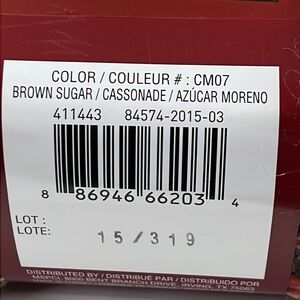 COLOR / COULEUR # : CM07
BROWN SUGAR / CASSONADE / AZÚCAR MORENO
411443 84574-2015-03
8 86946 66203 4
LOT :
LOTE: 15/319
DISTRIBUTED BY / DISTRIBUÉ PAR / DISTRIBUIDO POR
MSPCI, 8000 BENT BRANCH DRIVE, IRVING, TX 75063